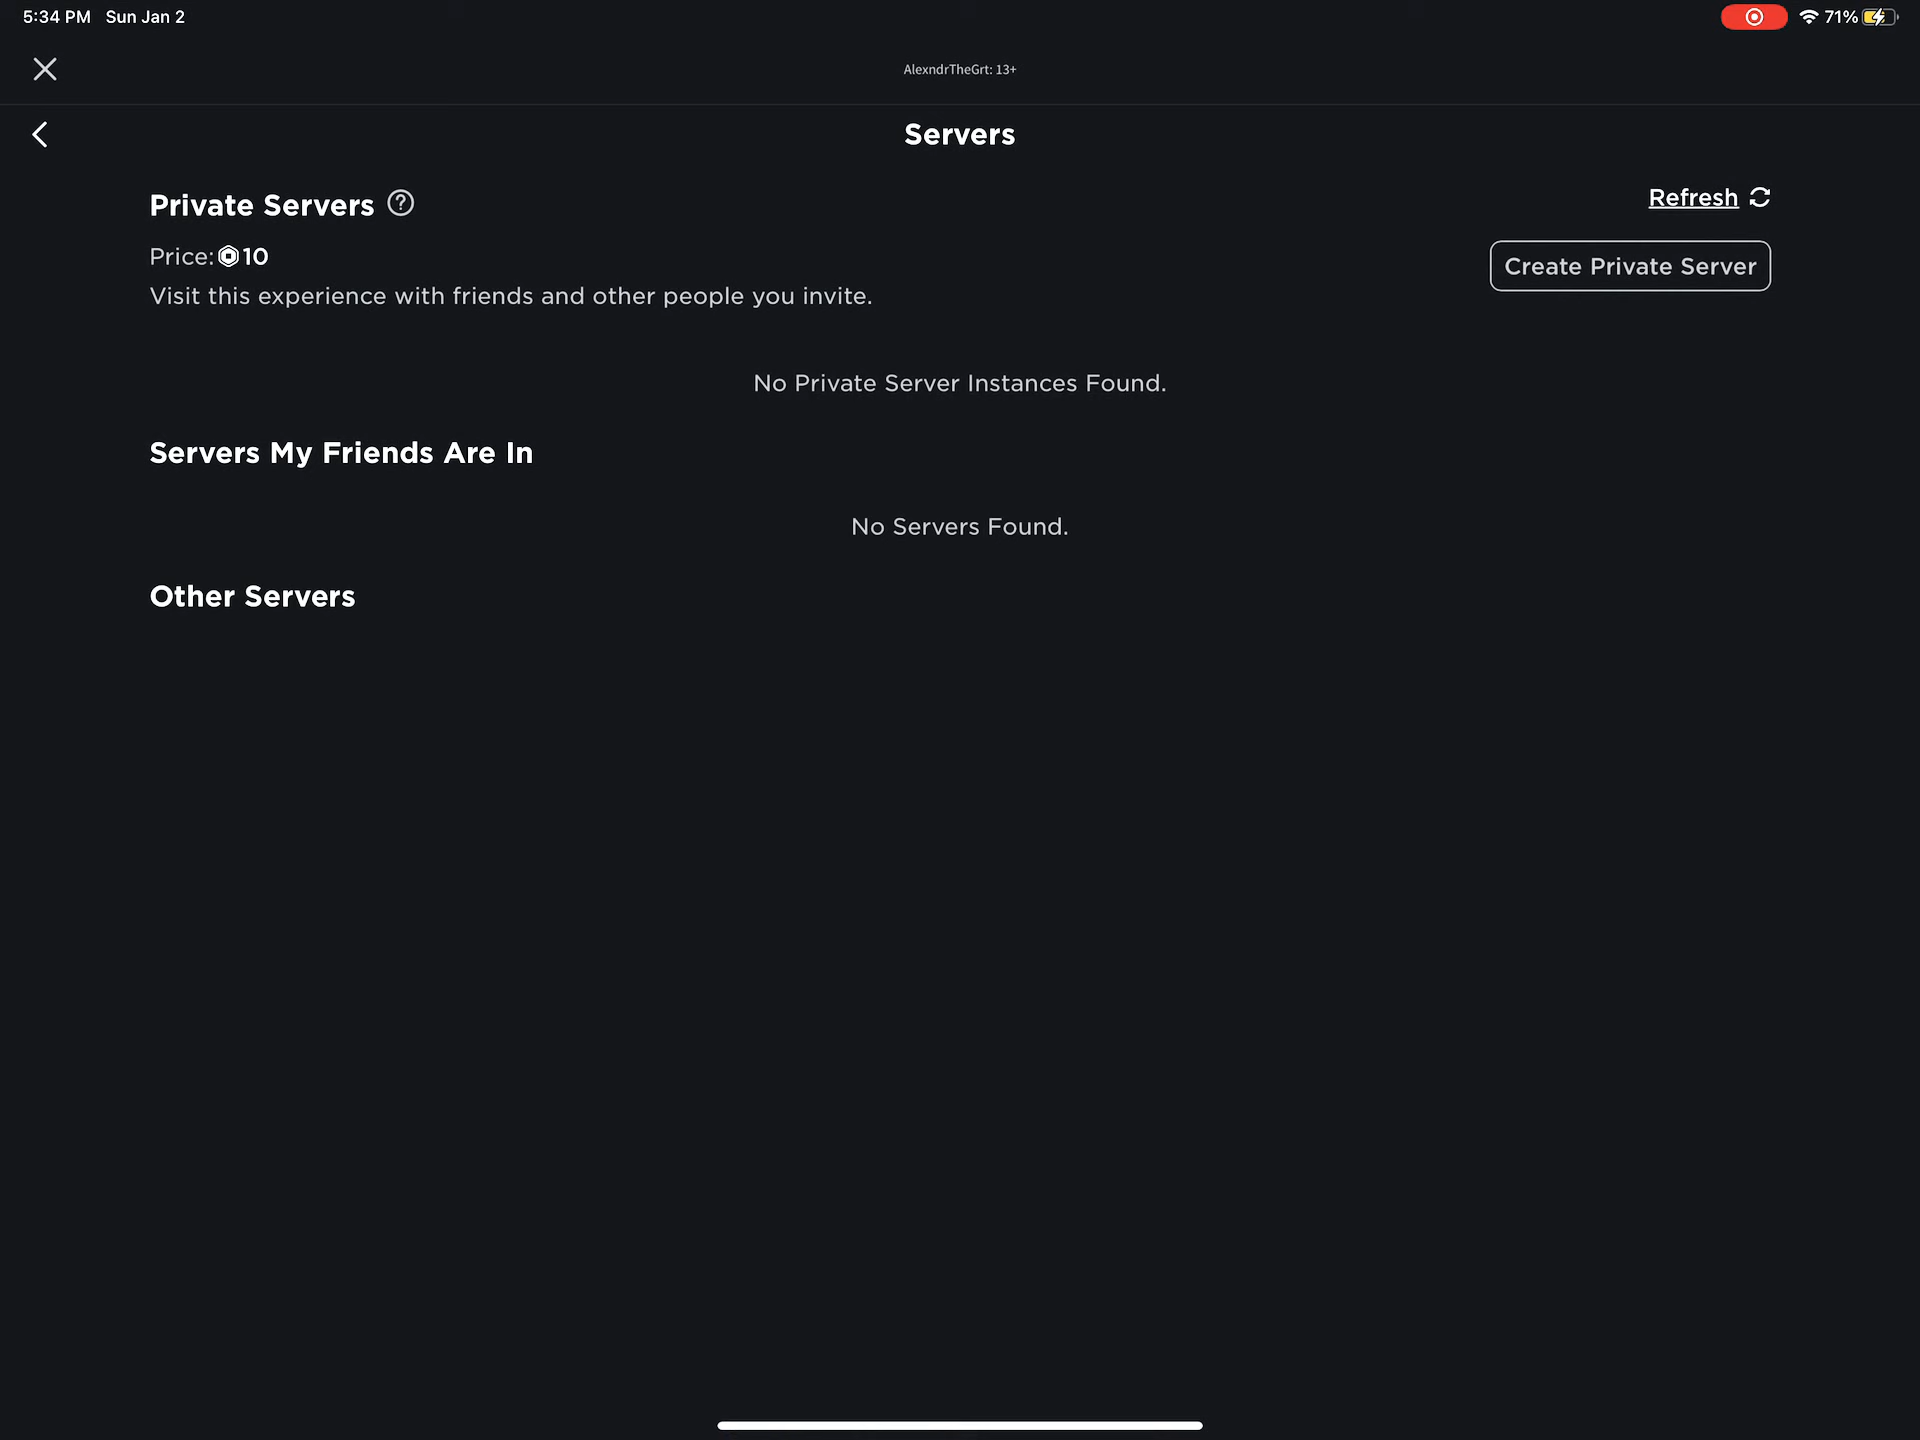 5:34 PM Sun Jan 2
71%
AlexndrTheGrt: 13+
Servers
Private Servers ?
Refresh
Price: 10
Create Private Server
Visit this experience with friends and other people you invite.
No Private Server Instances Found.
Servers My Friends Are In
No Servers Found.
Other Servers